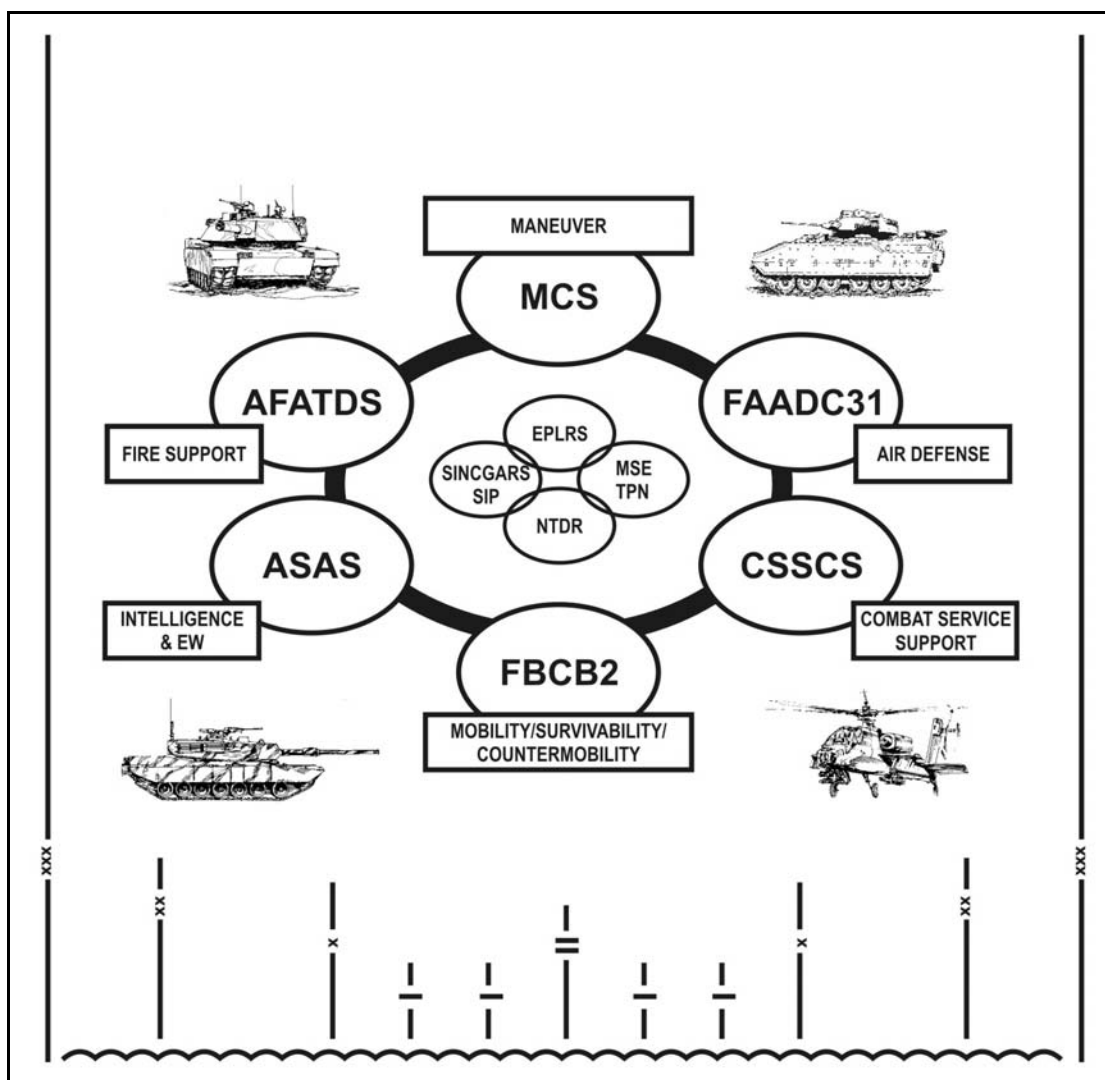 MANEUVER
MCS
AFATDS
FAADC31
FIRE SUPPORT
AIR DEFENSE
EPLRS
SINCGARS
SIP
MSE
TPN
NTDR
ASAS
CSSCS
INTELLIGENCE
& EW
COMBAT SERVICE
SUPPORT
FBCB2
MOBILITY/SURVIVABILITY/
COUNTERMOBILITY
XXX
XXX
XX
XX
X
X